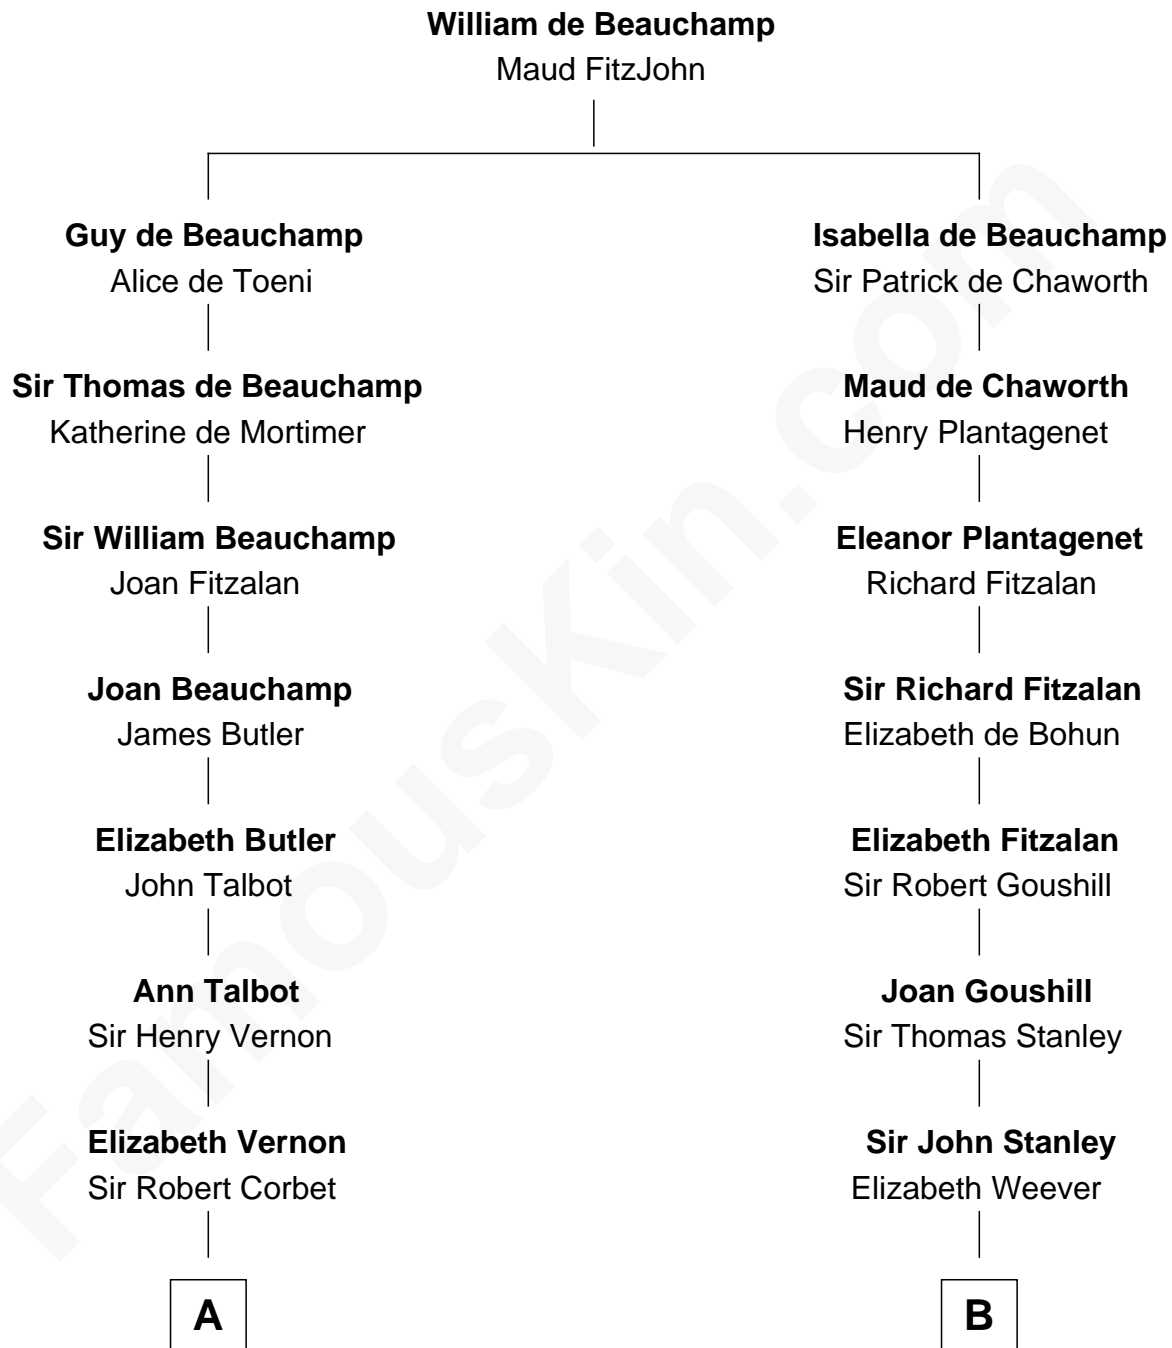 William de Beauchamp
Maud FitzJohn
Guy de Beauchamp
Alice de Toeni
Isabella de Beauchamp
Sir Patrick de Chaworth
Sir Thomas de Beauchamp
Katherine de Mortimer
Maud de Chaworth
Henry Plantagenet
Sir William Beauchamp
Joan Fitzalan
Eleanor Plantagenet
Richard Fitzalan
Joan Beauchamp
James Butler
Sir Richard Fitzalan
Elizabeth de Bohun
Elizabeth Butler
John Talbot
Elizabeth Fitzalan
Sir Robert Goushill
Ann Talbot
Sir Henry Vernon
Joan Goushill
Sir Thomas Stanley
Elizabeth Vernon
Sir Robert Corbet
Sir John Stanley
Elizabeth Weever
A
B
FamousKin.com